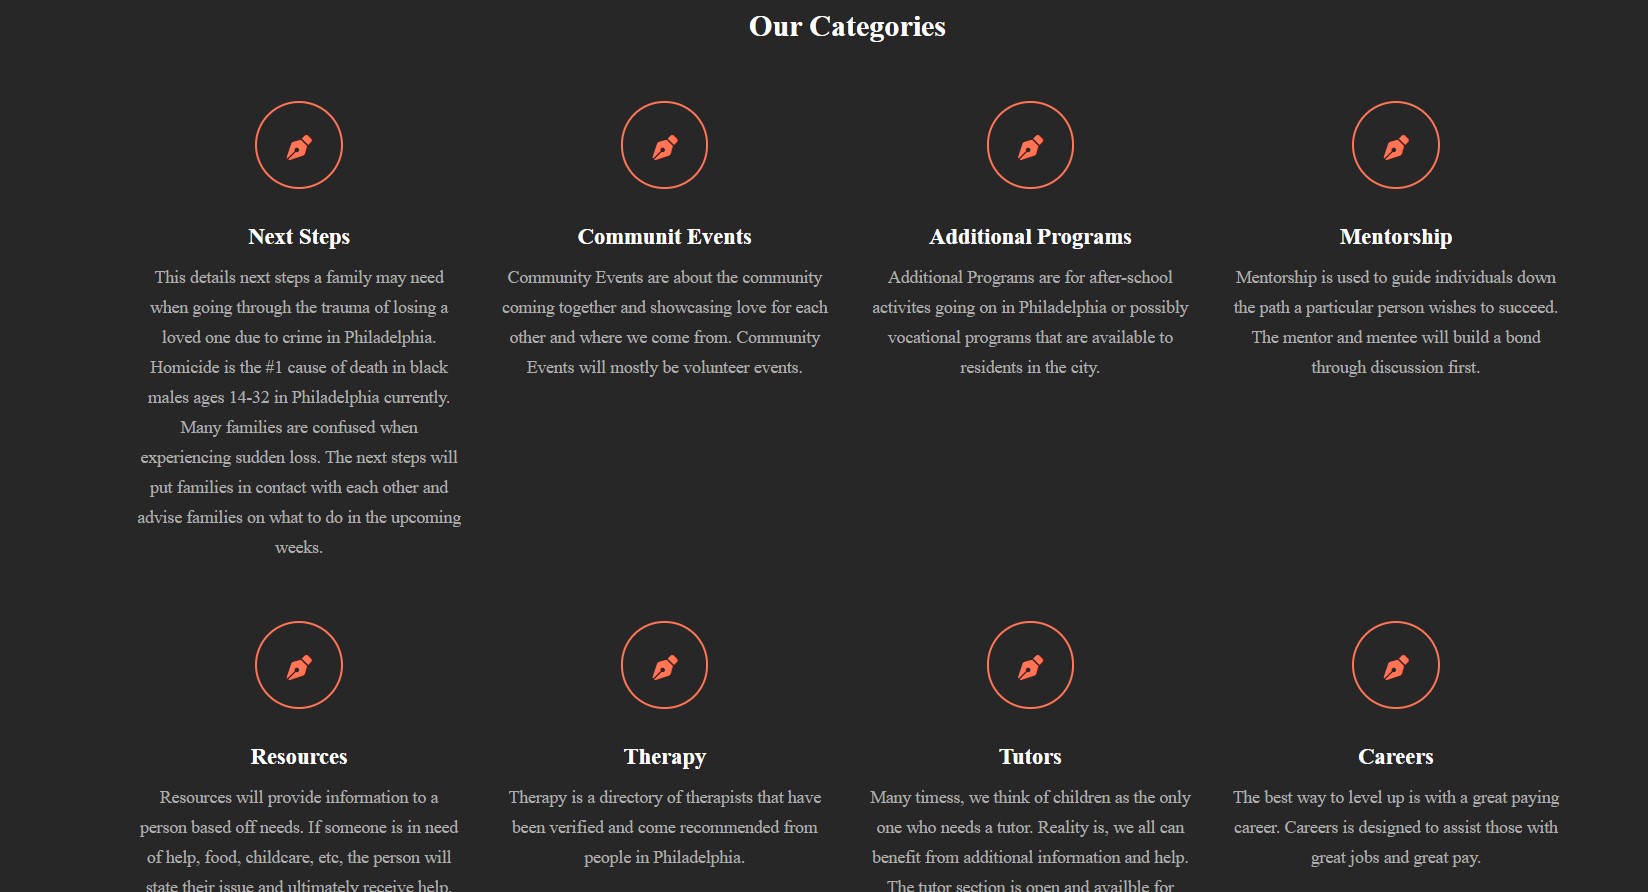 Our Categories
Next Steps
This details next steps a family may need
when going through the trauma of losing a
loved one due to crime in Philadelphia.
Homicide is the #1 cause of death in black
males ages 14-32 in Philadelphia currently.
Many families are confused when
experiencing sudden loss. The next steps will
put families in contact with each other and
advise families on what to do in the upcoming
weeks.
Communit Events
Community Events are about the community
coming together and showcasing love for each
other and where we come from. Community
Events will mostly be volunteer events.
Additional Programs
Additional Programs are for after-school
activites going on in Philadelphia or possibly
vocational programs that are available to
residents in the city.
Mentorship
Mentorship is used to guide individuals down
the path a particular person wishes to succeed.
The mentor and mentee will build a bond
through discussion first.
Resources
Resources will provide information to a
person based off needs. If someone is in need
of help, food, childcare, etc, the person will
state their issue and ultimately receive help.
Therapy
Therapy is a directory of therapists that have
been verified and come recommended from
people in Philadelphia.
Tutors
Many timess, we think of children as the only
one who needs a tutor. Reality is, we all can
benefit from additional information and help.
The tutor section is open and availble for
Careers
The best way to level up is with a great paying
career. Careers is designed to assist those with
great jobs and great pay.